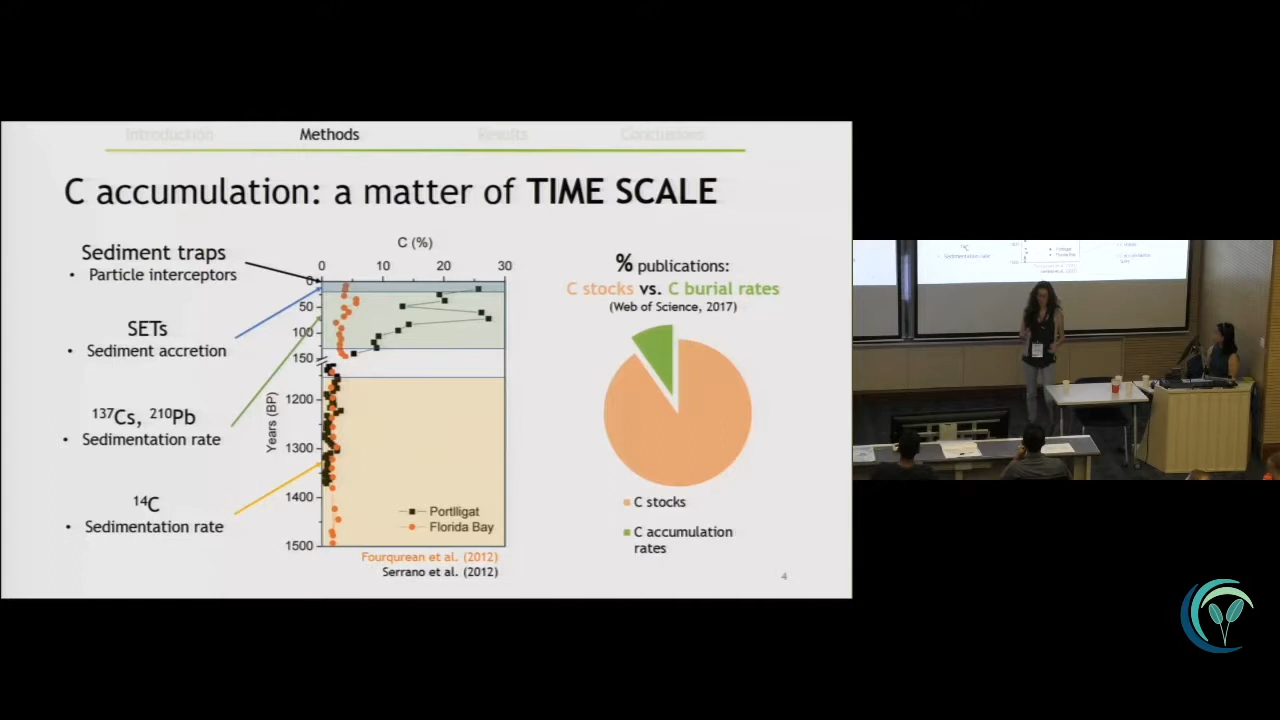 Introduction
Methods
Results
Conclusions
C accumulation: a matter of TIME SCALE
Sediment traps
• Particle interceptors
SETs
• Sediment accretion
¹³⁷Cs, ²¹⁰Pb
• Sedimentation rate
¹⁴C
• Sedimentation rate
C (%)
0 10 20 30
0
50
100
150
1200
1300
1400
1500
Years (BP)
Portlligat
Florida Bay
Fourqurean et al. (2012)
Serrano et al. (2012)
% publications:
C stocks vs. C burial rates
(Web of Science, 2017)
C stocks
C accumulation
rates
4
¹⁴C
• Sedimentation rate